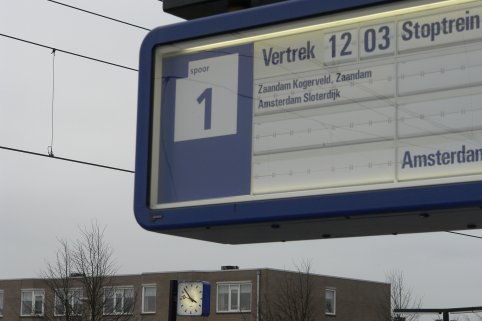 spoor
1
Vertrek 12 03 Stoptrein
Zaandam Kogerveld, Zaandam
Amsterdam Sloterdijk
Amsterdam